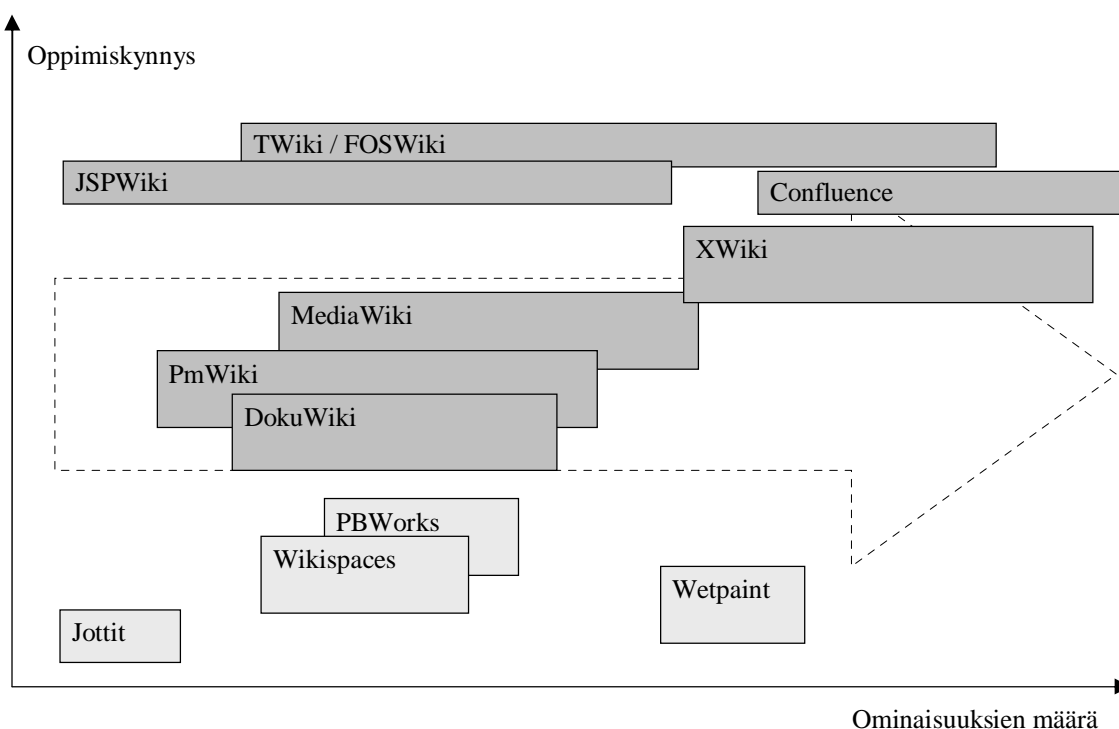 Oppimiskynnys
TWiki / FOSWiki
JSPWiki
Confluence
XWiki
MediaWiki
PmWiki
DokuWiki
PBWorks
Wikispaces
Wetpaint
Jottit
Ominaisuuksien määrä